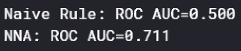 Naive Rule: ROC AUC=0.500
NNA: ROC AUC=0.711